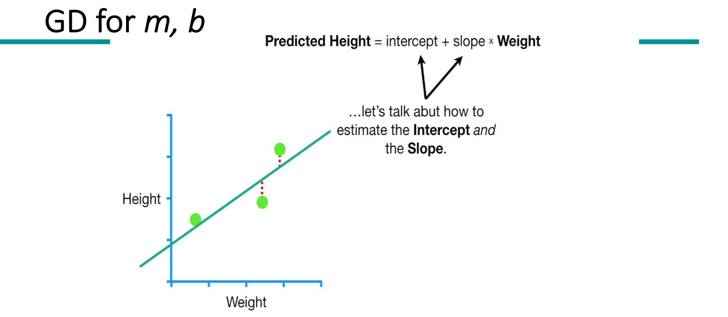 GD for m, b
Predicted Height = intercept + slope x Weight
...let's talk abut how to
estimate the Intercept and
the Slope.
Height
Weight